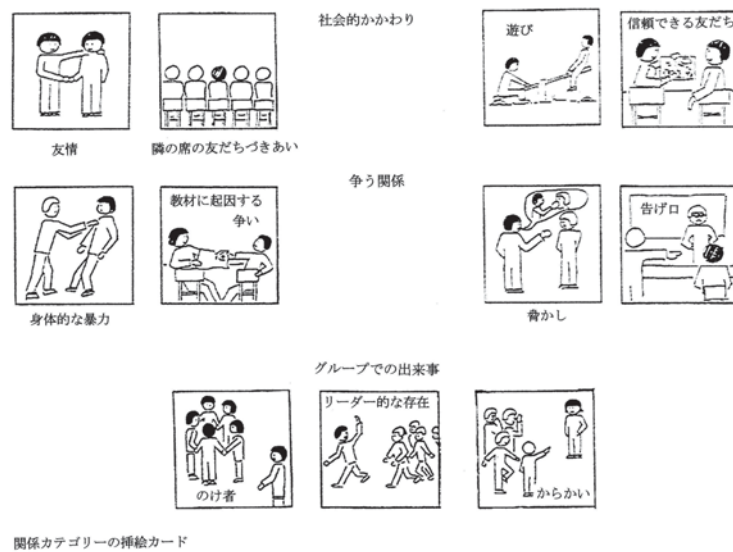 社会的かかわり
友情
隣の席の友だちづきあい
遊び
信頼できる友だち
争う関係
身体的な暴力
教材に起因する
争い
脅かし
告げ口
グループでの出来事
のけ者
リーダー的な存在
からかい
関係カテゴリーの挿絵カード